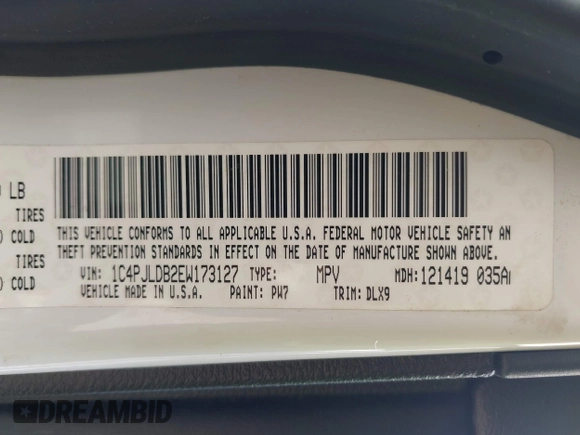 LB
TIRES
COLD
TIRES
COLD
THIS VEHICLE CONFORMS TO ALL APPLICABLE U.S.A. FEDERAL MOTOR VEHICLE SAFETY AN
THEFT PREVENTION STANDARDS IN EFFECT ON THE DATE OF MANUFACTURE SHOWN ABOVE.
VIN: 1C4PJLDB2EW173127 TYPE: MPV MDH: 121419 035A
VEHICLE MADE IN U.S.A. PAINT: PW7 TRIM: DLX9
DREAMBID